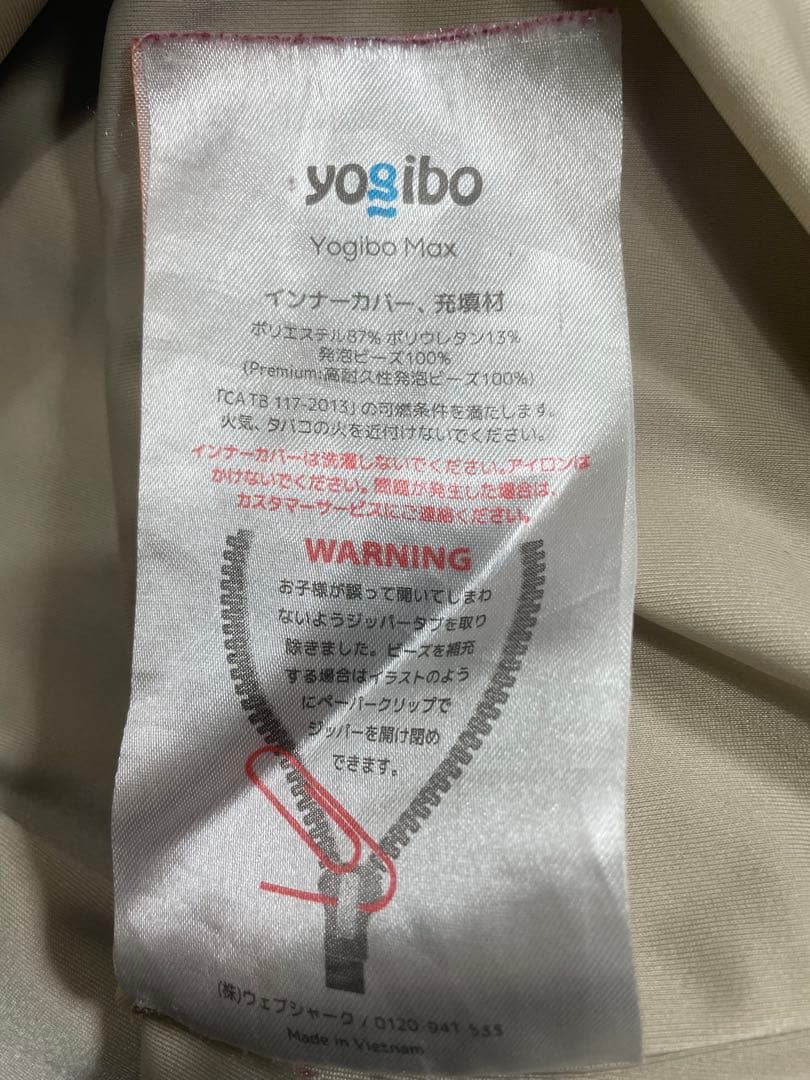 yogibo
Yogibo Max
インナーカバー、充填材
ポリエステル87% ポリウレタン13%
発泡ビーズ100%
(Premium:高耐久性発泡ビーズ100%)
「CA TB 117-2013」の可燃条件を満たします。
火気、タバコの火を近付けないでください。
インナーカバーは洗濯しないでください。アイロンは
かけないでください。問題が発生した場合は、
カスタマーサービスにご連絡ください。
WARNING
お子様が誤って開いてしまわ
ないようジッパータブを取り
除きました。ビーズを補充
する場合はイラストのよう
にペーパークリップで
ジッパーを開け閉め
できます。
(株)ウェブシャーク / 0120 941 533
Made in Vietnam